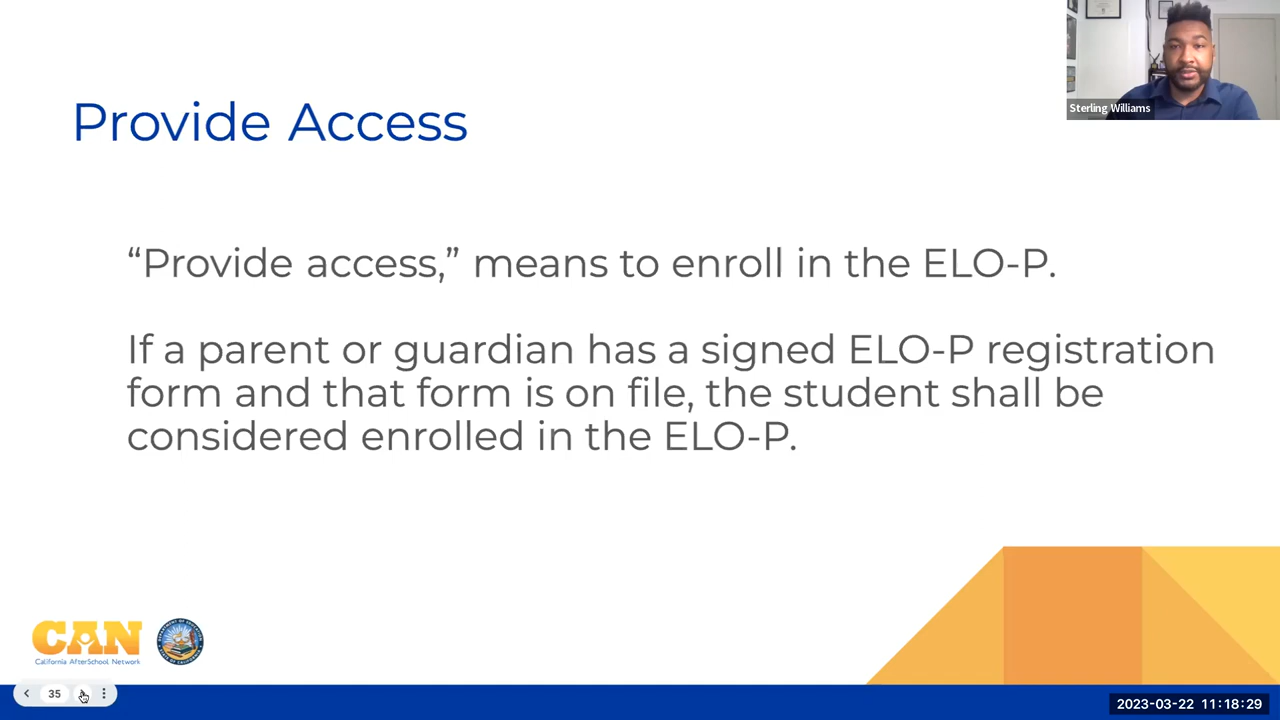 Sterling Williams
Provide Access
“Provide access,” means to enroll in the ELO-P.
If a parent or guardian has a signed ELO-P registration
form and that form is on file, the student shall be
considered enrolled in the ELO-P.
CAN
California AfterSchool Network
35
2023-03-22 11:18:29